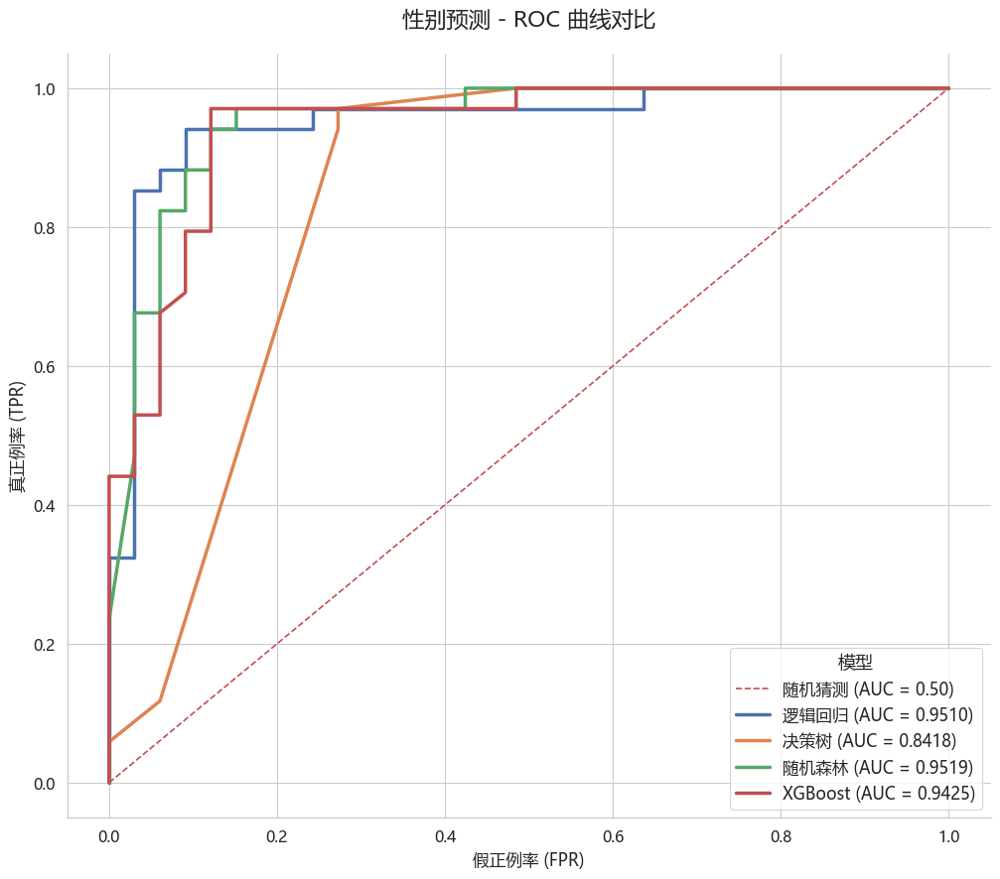 性别预测 - ROC 曲线对比
真正例率 (TPR)
1.0
0.8
0.6
0.4
0.2
0.0
0.0
0.2
0.4
0.6
0.8
1.0
假正例率 (FPR)
模型
随机猜测 (AUC = 0.50)
逻辑回归 (AUC = 0.9510)
决策树 (AUC = 0.8418)
随机森林 (AUC = 0.9519)
XGBoost (AUC = 0.9425)